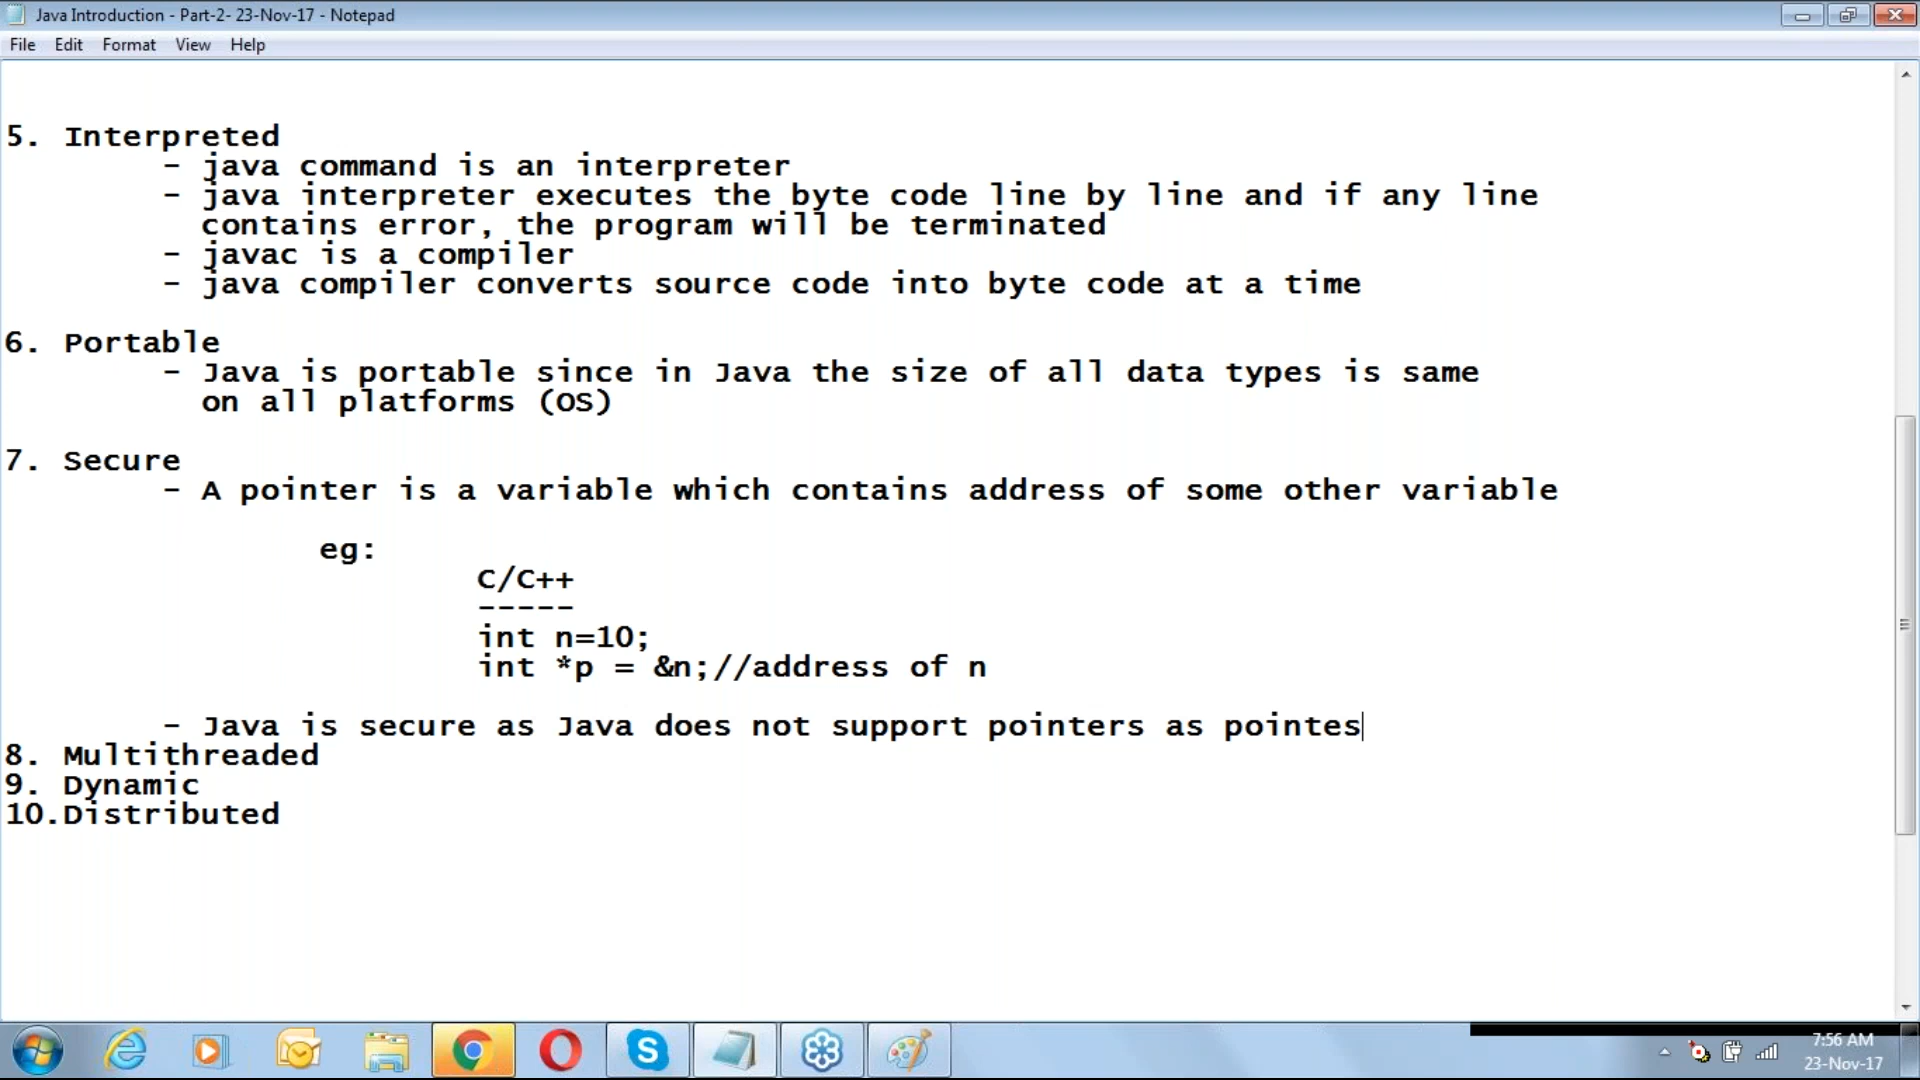 Java Introduction - Part-2- 23-Nov-17 - Notepad
File Edit Format View Help
5. Interpreted
- java command is an interpreter
- java interpreter executes the byte code line by line and if any line
contains error, the program will be terminated
- javac is a compiler
- java compiler converts source code into byte code at a time
6. Portable
- Java is portable since in Java the size of all data types is same
on all platforms (OS)
7. Secure
- A pointer is a variable which contains address of some other variable
eg:
C/C++
-----
int n=10;
int *p = &n;//address of n
- Java is secure as Java does not support pointers as pointes
8. Multithreaded
9. Dynamic
10.Distributed
7:56 AM
23-Nov-17